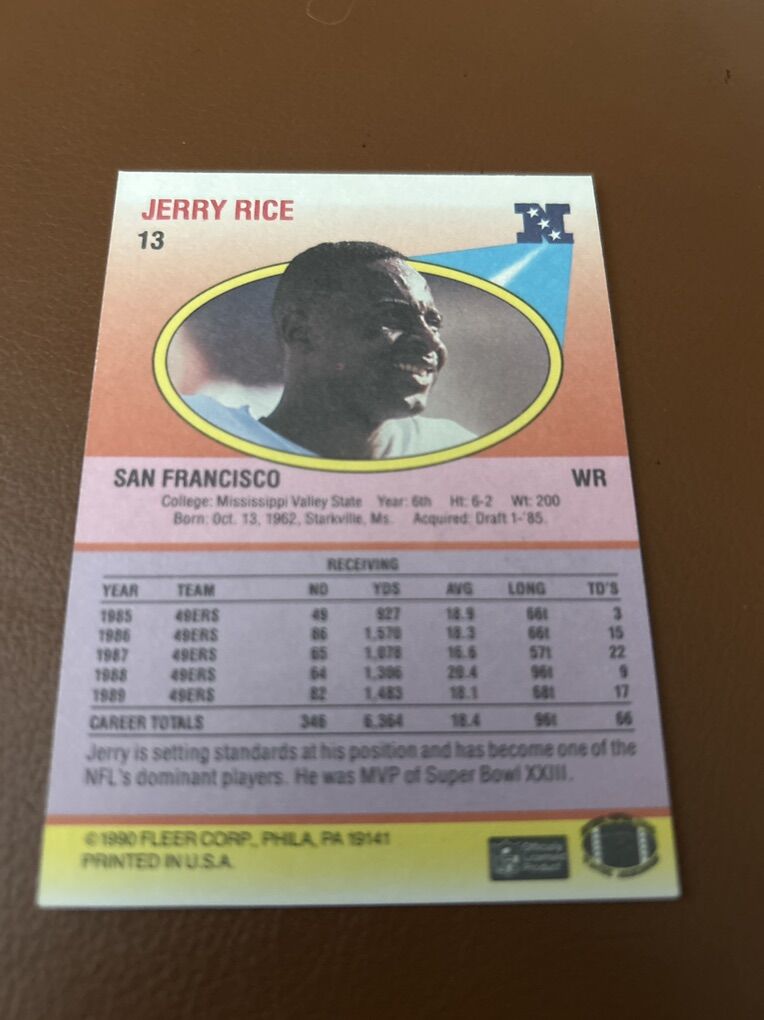 JERRY RICE
13
N
SAN FRANCISCO WR
College: Mississippi Valley State Year: 6th Ht: 6-2 Wt: 200
Born: Oct. 13, 1962, Starkville, Ms. Acquired: Draft 1-'85.
RECEIVING
YEAR TEAM NO YDS AVG LONG TD'S
1985 49ERS 49 927 18.9 66t 3
1986 49ERS 86 1,570 18.3 66t 15
1987 49ERS 65 1,078 16.6 57t 22
1988 49ERS 64 1,306 20.4 96t 9
1989 49ERS 82 1,483 18.1 68t 17
CAREER TOTALS 346 6,364 18.4 96t 66
Jerry is setting standards at his position and has become one of the
NFL's dominant players. He was MVP of Super Bowl XXIII.
©1990 FLEER CORP., PHILA, PA 19141
PRINTED IN U.S.A.
Officially
Licensed
Product